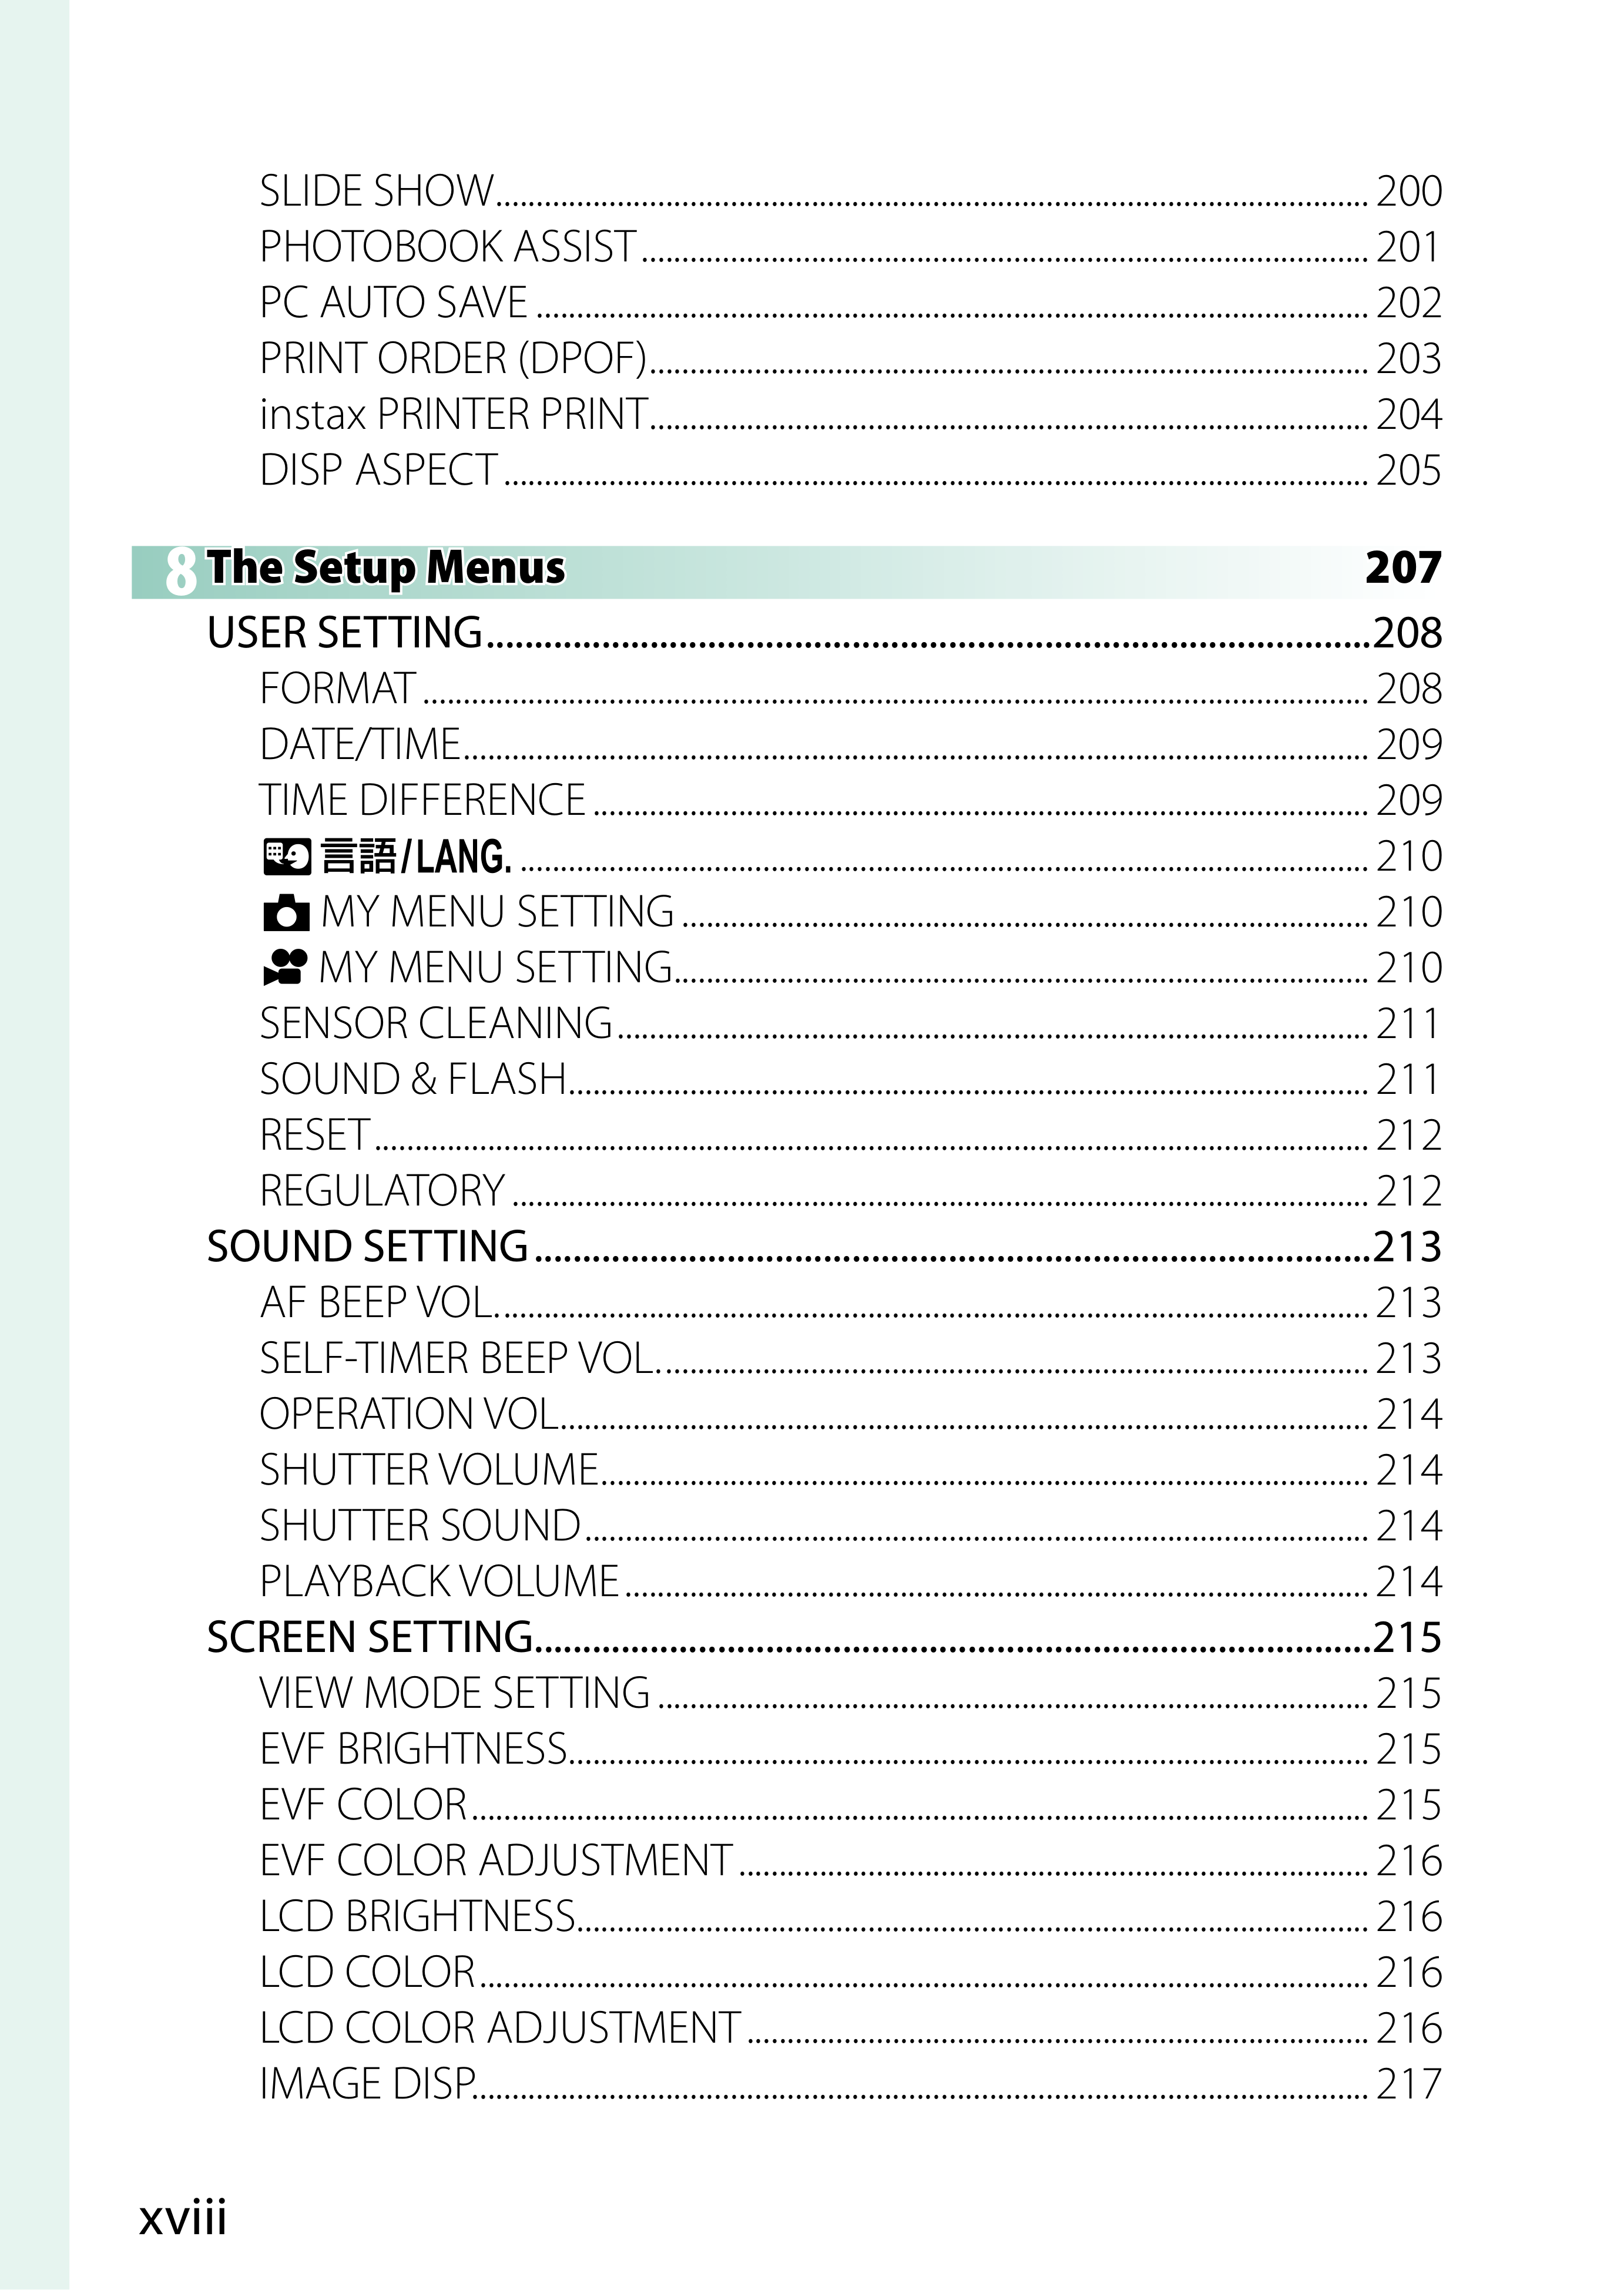 SLIDE SHOW.......... 200
PHOTOBOOK ASSIST.......... 201
PC AUTO SAVE .......... 202
PRINT ORDER (DPOF).......... 203
instax PRINTER PRINT.......... 204
DISP ASPECT .......... 205
8 The Setup Menus 207
USER SETTING..........208
FORMAT .......... 208
DATE/TIME.......... 209
TIME DIFFERENCE .......... 209
言語/LANG. .......... 210
MY MENU SETTING .......... 210
MY MENU SETTING.......... 210
SENSOR CLEANING .......... 211
SOUND & FLASH.......... 211
RESET .......... 212
REGULATORY .......... 212
SOUND SETTING ..........213
AF BEEP VOL. .......... 213
SELF-TIMER BEEP VOL. .......... 213
OPERATION VOL.......... 214
SHUTTER VOLUME.......... 214
SHUTTER SOUND.......... 214
PLAYBACK VOLUME .......... 214
SCREEN SETTING..........215
VIEW MODE SETTING .......... 215
EVF BRIGHTNESS.......... 215
EVF COLOR .......... 215
EVF COLOR ADJUSTMENT .......... 216
LCD BRIGHTNESS.......... 216
LCD COLOR .......... 216
LCD COLOR ADJUSTMENT .......... 216
IMAGE DISP.......... 217
xviii